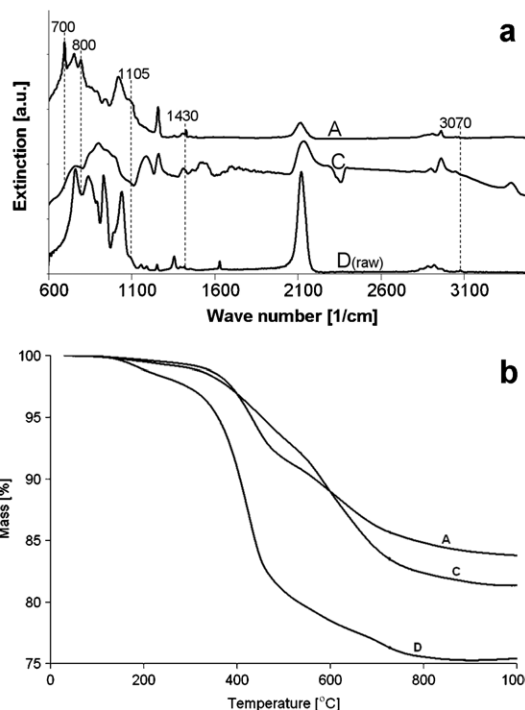 a
700
800
1105
1430
3070
A
C
D(raw)
Extinction [a.u.]
600 1100 1600 2100 2600 3100
Wave number [1/cm]
b
100
95
90
85
80
75
Mass [%]
A
C
D
0 200 400 600 800 1000
Temperature [°C]